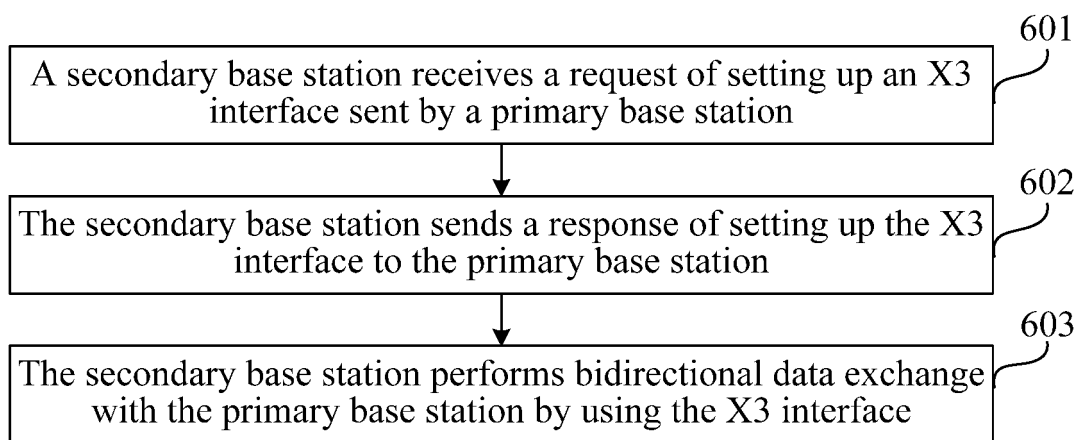 601
A secondary base station receives a request of setting up an X3
interface sent by a primary base station
602
The secondary base station sends a response of setting up the X3
interface to the primary base station
603
The secondary base station performs bidirectional data exchange
with the primary base station by using the X3 interface